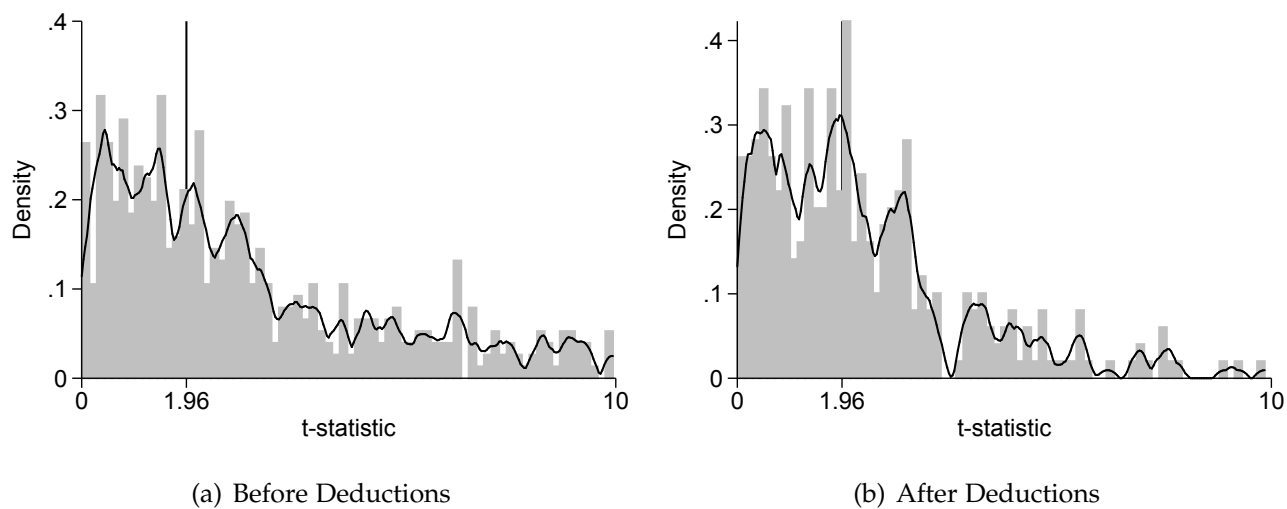 .4
.3
.2
.1
0
Density
0
1.96
10
t-statistic
(a) Before Deductions
.4
.3
.2
.1
0
Density
0
1.96
10
t-statistic
(b) After Deductions